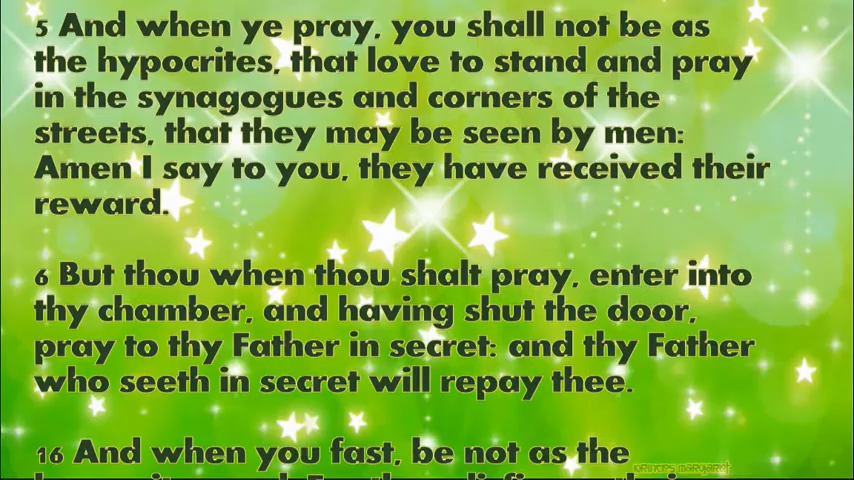 5 And when ye pray, you shall not be as
the hypocrites, that love to stand and pray
in the synagogues and corners of the
streets, that they may be seen by men:
Amen I say to you, they have received their
reward.
6 But thou when thou shalt pray, enter into
thy chamber, and having shut the door,
pray to thy Father in secret: and thy Father
who seeth in secret will repay thee.
16 And when you fast, be not as the